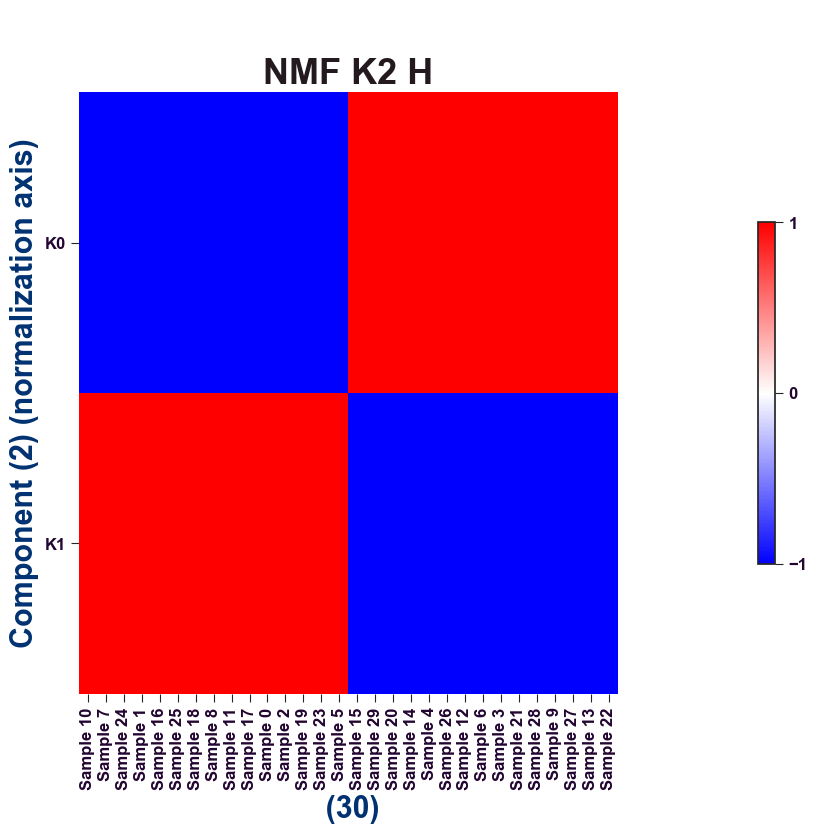 NMF K2 H
Component (2) (normalization axis)
K0
K1
1
0
−1
Sample 10
Sample 7
Sample 24
Sample 1
Sample 16
Sample 25
Sample 18
Sample 8
Sample 11
Sample 17
Sample 0
Sample 2
Sample 19
Sample 23
Sample 5
Sample 15
Sample 29
Sample 20
Sample 14
Sample 4
Sample 26
Sample 12
Sample 6
Sample 3
Sample 21
Sample 28
Sample 9
Sample 27
Sample 13
Sample 22
(30)